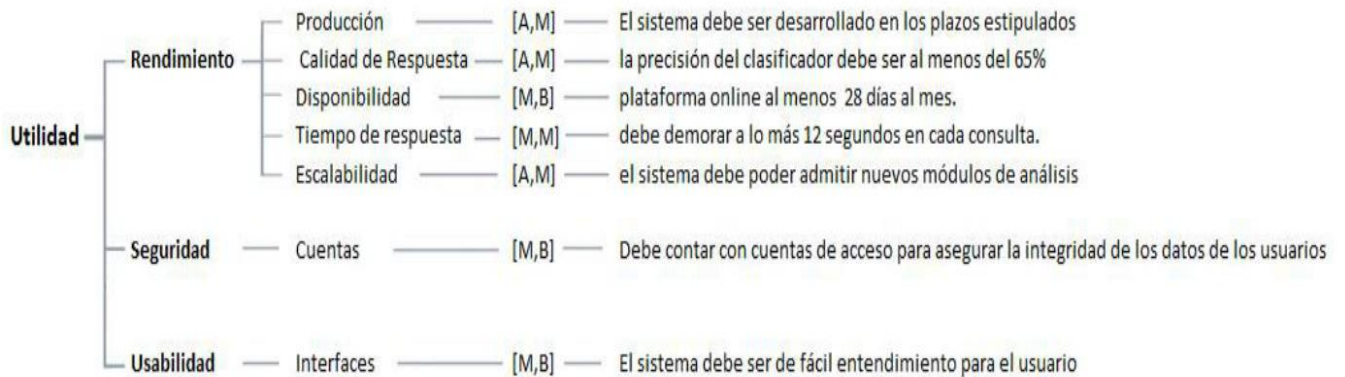 Producción [A,M] El sistema debe ser desarrollado en los plazos estipulados
Rendimiento Calidad de Respuesta [A,M] la precisión del clasificador debe ser al menos del 65%
Disponibilidad [M,B] plataforma online al menos 28 días al mes.
Utilidad Tiempo de respuesta [M,M] debe demorar a lo más 12 segundos en cada consulta.
Escalabilidad [A,M] el sistema debe poder admitir nuevos módulos de análisis
Seguridad Cuentas [M,B] Debe contar con cuentas de acceso para asegurar la integridad de los datos de los usuarios
Usabilidad Interfaces [M,B] El sistema debe ser de fácil entendimiento para el usuario